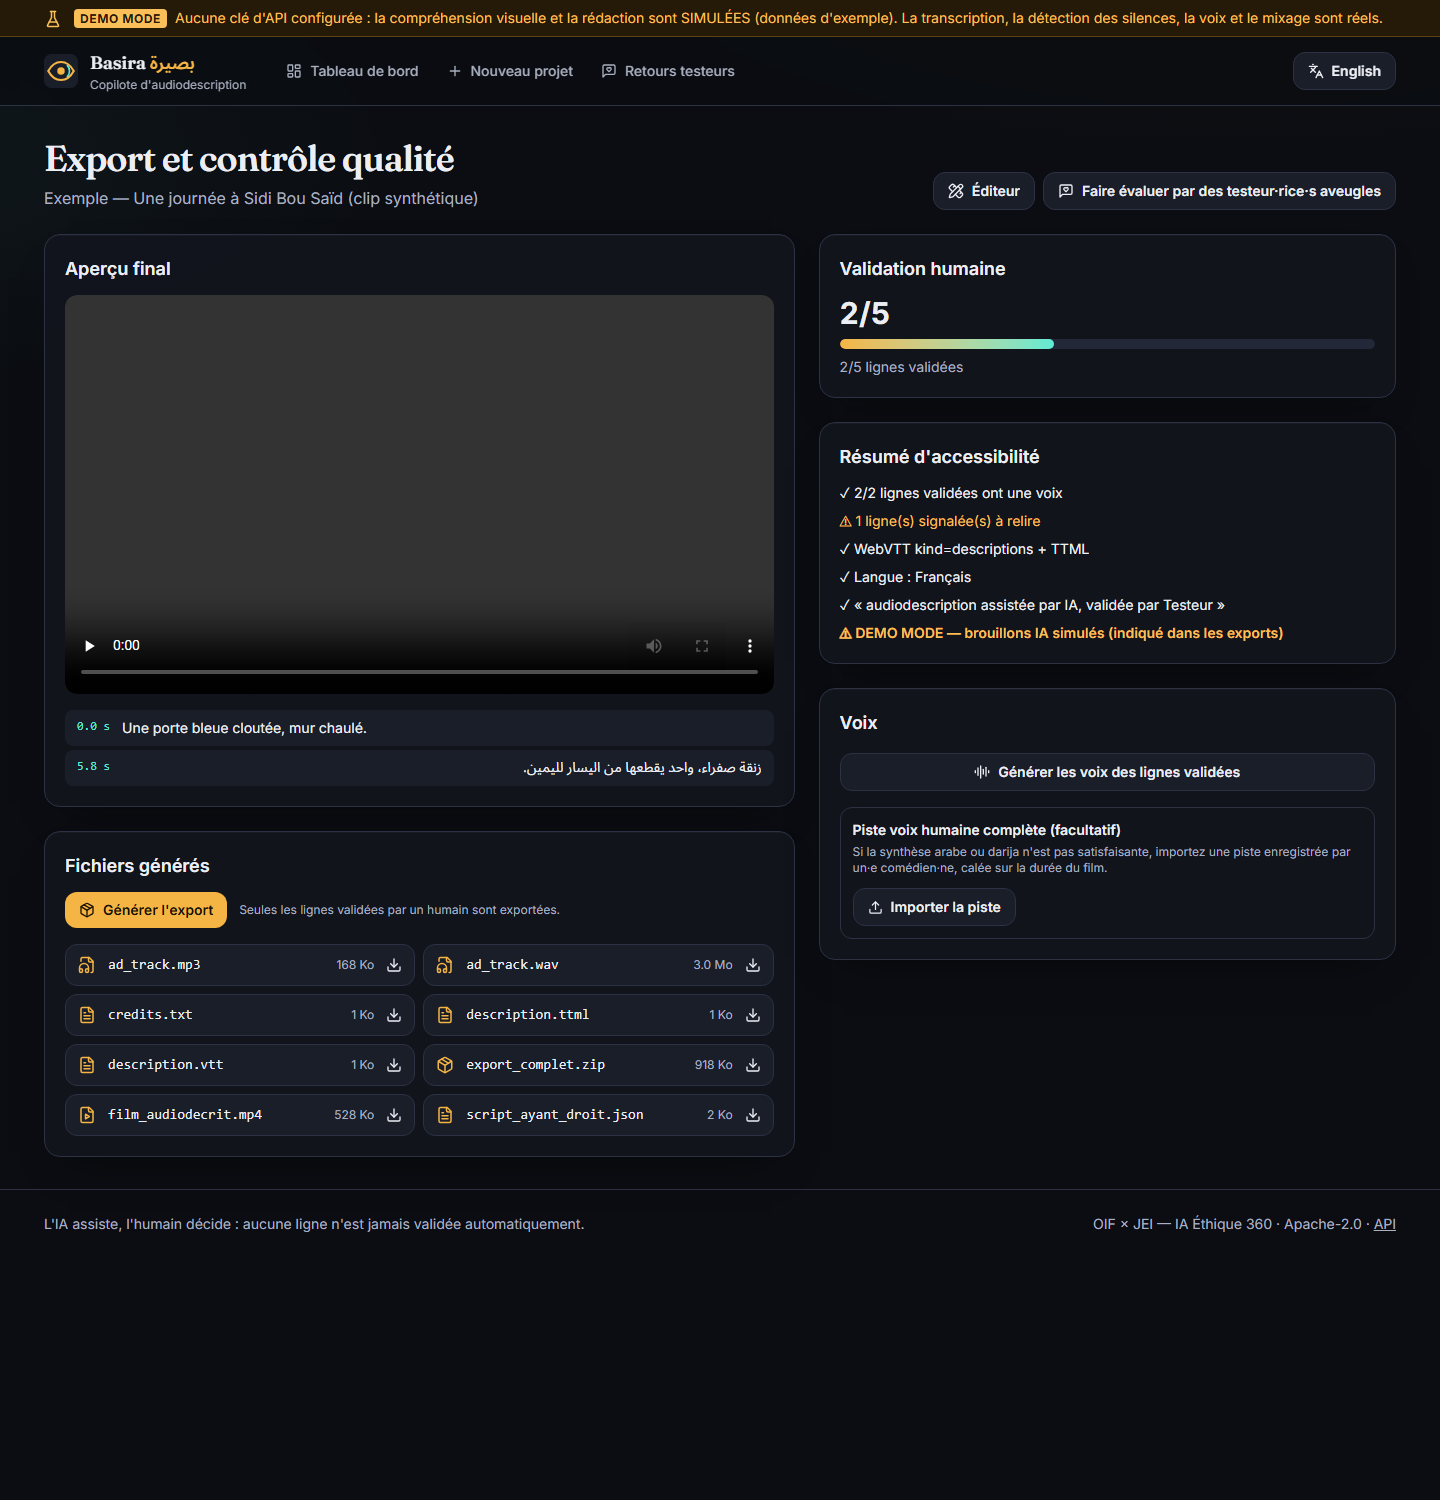 DEMO MODE Aucune clé d'API configurée : la compréhension visuelle et la rédaction sont SIMULÉES (données d'exemple). La transcription, la détection des silences, la voix et le mixage sont réels.
Basira بصيرة
Copilote d'audiodescription
Tableau de bord
Nouveau projet
Retours testeurs
English
Export et contrôle qualité
Exemple — Une journée à Sidi Bou Saïd (clip synthétique)
Éditeur
Faire évaluer par des testeur·rice·s aveugles
Aperçu final
0:00
0.0 s Une porte bleue cloutée, mur chaulé.
5.8 s زنقة صفراء، واحد يقطعها من اليسار لليمين.
Fichiers générés
Générer l'export
Seules les lignes validées par un humain sont exportées.
ad_track.mp3 168 Ko
ad_track.wav 3.0 Mo
credits.txt 1 Ko
description.ttml 1 Ko
description.vtt 1 Ko
export_complet.zip 918 Ko
film_audiodecrit.mp4 528 Ko
script_ayant_droit.json 2 Ko
Validation humaine
2/5
2/5 lignes validées
Résumé d'accessibilité
✓ 2/2 lignes validées ont une voix
⚠ 1 ligne(s) signalée(s) à relire
✓ WebVTT kind=descriptions + TTML
✓ Langue : Français
✓ « audiodescription assistée par IA, validée par Testeur »
⚠ DEMO MODE — brouillons IA simulés (indiqué dans les exports)
Voix
Générer les voix des lignes validées
Piste voix humaine complète (facultatif)
Si la synthèse arabe ou darija n'est pas satisfaisante, importez une piste enregistrée par
un·e comédien·ne, calée sur la durée du film.
Importer la piste
L'IA assiste, l'humain décide : aucune ligne n'est jamais validée automatiquement.
OIF × JEI — IA Éthique 360 · Apache-2.0 · API